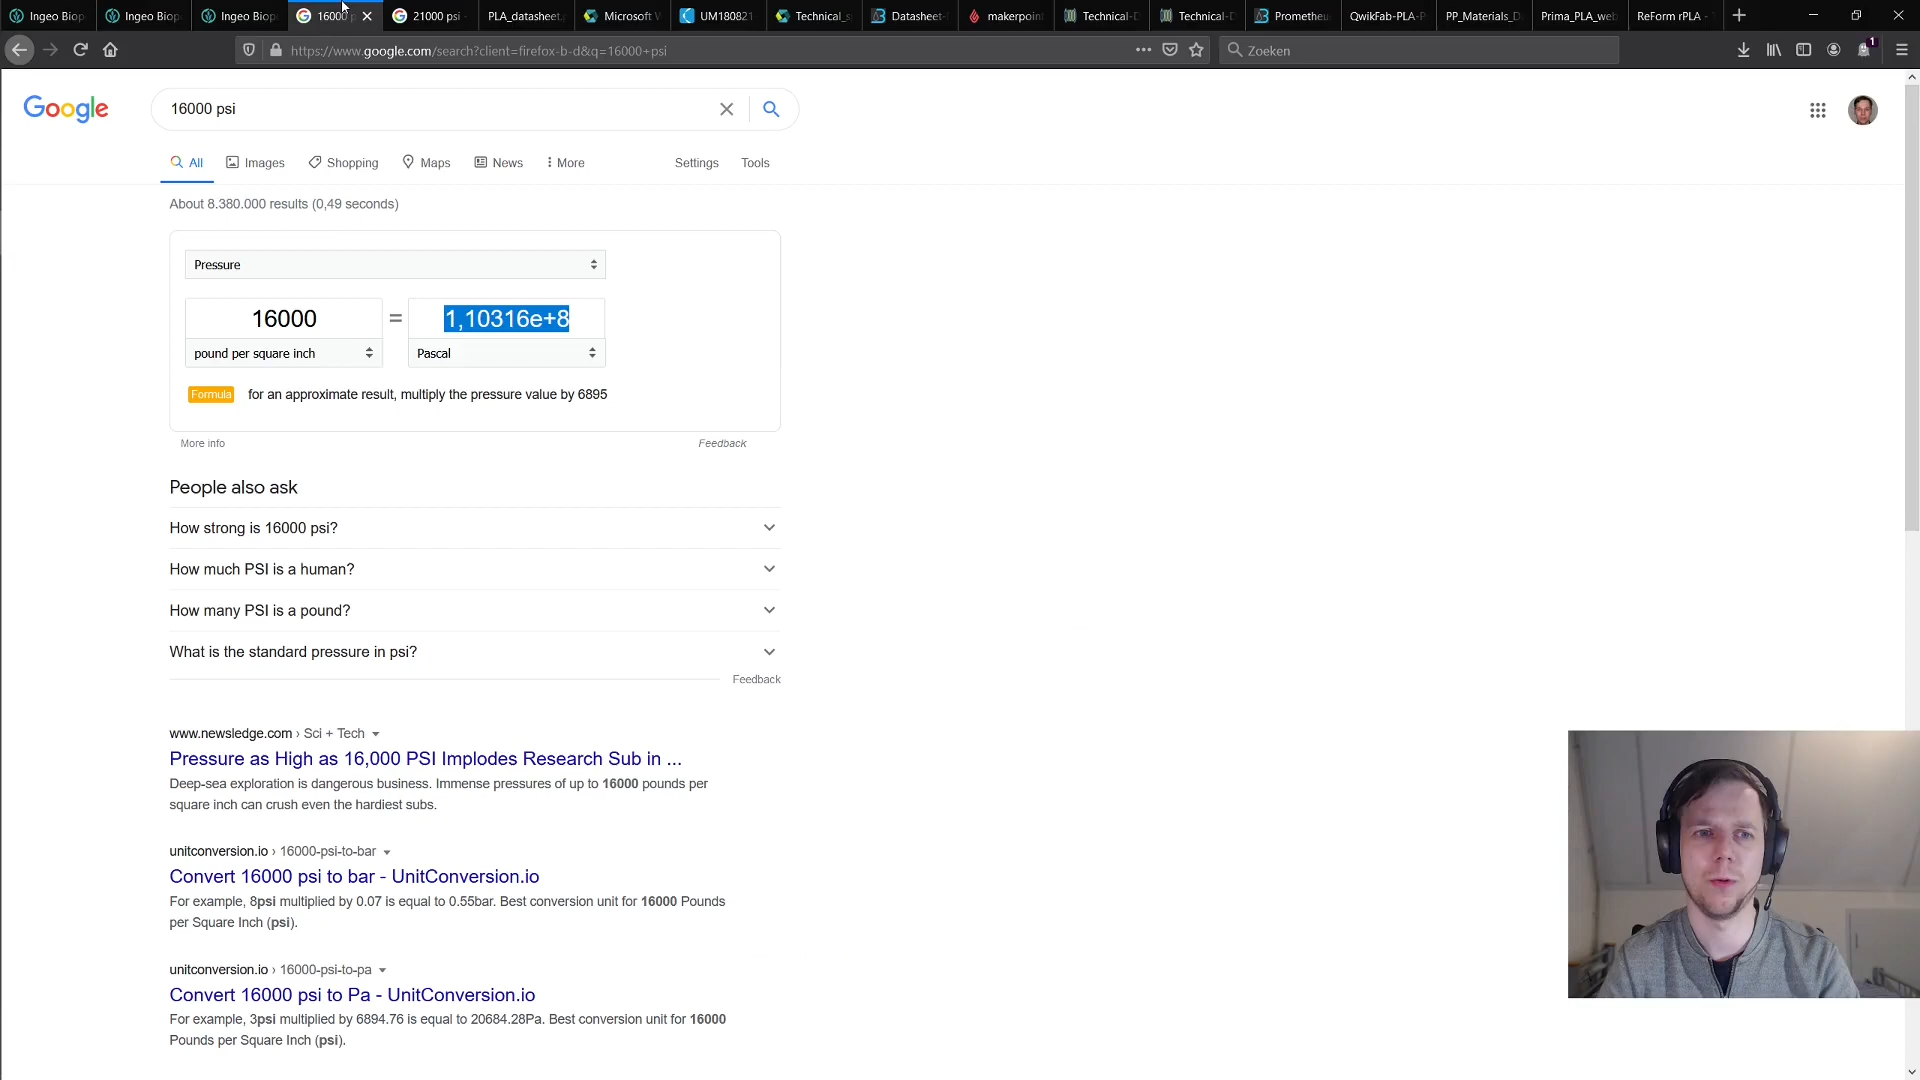 Ingeo Biop
Ingeo Biop
Ingeo Biop
16000 p
21000 psi -
PLA_datasheet.
Microsoft
UM180821
Technical_
Datasheet-
makerpoint
Technical-D
Technical-D
Prometheu
QwikFab-PLA-P
PP_Materials_D
Prima_PLA_web
ReForm rPLA -
https://www.google.com/search?client=firefox-b-d&q=16000+psi
Zoeken
1
Google
16000 psi
All
Images
Shopping
Maps
News
More
Settings
Tools
About 8.380.000 results (0,49 seconds)
Pressure
16000
=
1,10316e+8
pound per square inch
Pascal
Formula
for an approximate result, multiply the pressure value by 6895
More info
Feedback
People also ask
How strong is 16000 psi?
How much PSI is a human?
How many PSI is a pound?
What is the standard pressure in psi?
Feedback
www.newsledge.com › Sci + Tech
Pressure as High as 16,000 PSI Implodes Research Sub in ...
Deep-sea exploration is dangerous business. Immense pressures of up to 16000 pounds per
square inch can crush even the hardiest subs.
unitconversion.io › 16000-psi-to-bar
Convert 16000 psi to bar - UnitConversion.io
For example, 8psi multiplied by 0.07 is equal to 0.55bar. Best conversion unit for 16000 Pounds
per Square Inch (psi).
unitconversion.io › 16000-psi-to-pa
Convert 16000 psi to Pa - UnitConversion.io
For example, 3psi multiplied by 6894.76 is equal to 20684.28Pa. Best conversion unit for 16000
Pounds per Square Inch (psi).